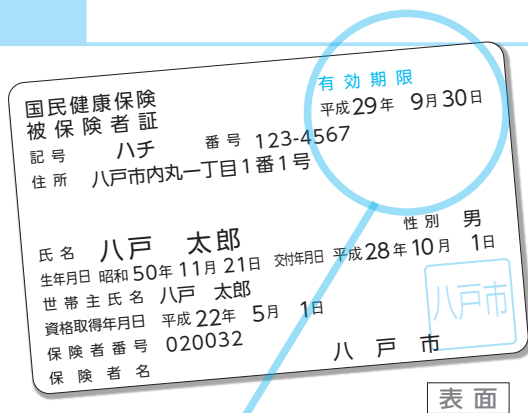 国民健康保険
被保険者証
有効期限
平成29年 9月30日
記号 ハチ 番号 123-4567
住所 八戸市内丸一丁目1番1号
氏名 八戸 太郎 性別 男
生年月日 昭和50年11月21日 交付年月日 平成28年10月 1日
世帯主氏名 八戸 太郎
資格取得年月日 平成22年 5月 1日
保険者番号 020032
保険者名 八戸市
八戸市
表面